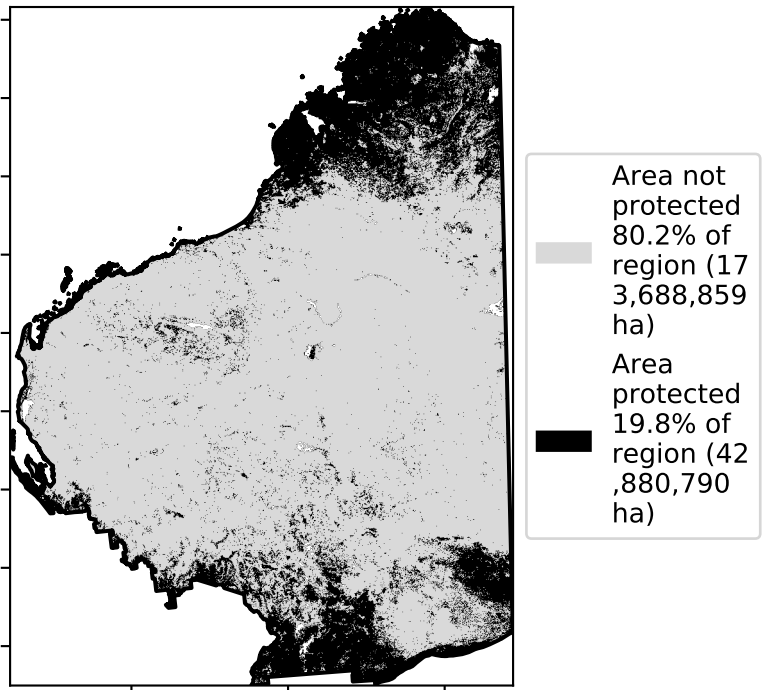 Area not
protected
80.2% of
region (17
3,688,859
ha)
Area
protected
19.8% of
region (42
,880,790
ha)